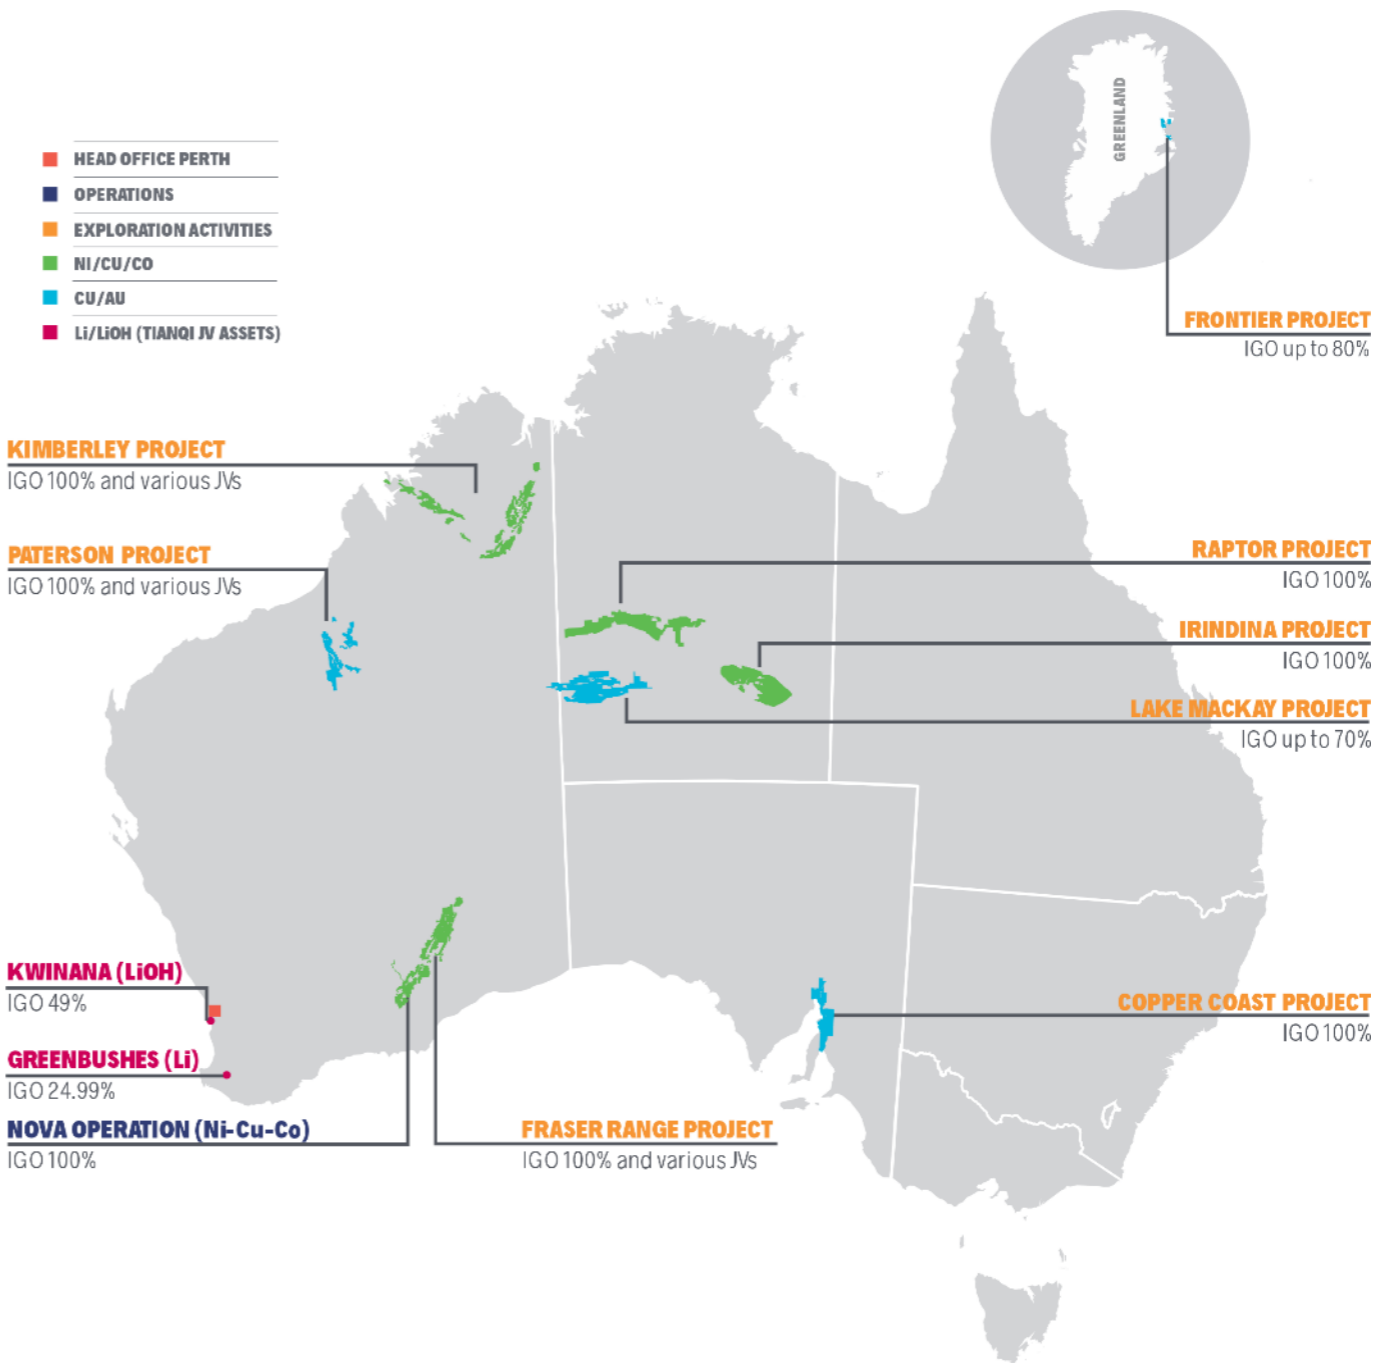 GREENLAND
HEAD OFFICE PERTH
OPERATIONS
EXPLORATION ACTIVITIES
NI/CU/CO
CU/AU
Li/LiOH (TIANQI JV ASSETS)
FRONTIER PROJECT
IGO up to 80%
KIMBERLEY PROJECT
IGO 100% and various JVs
PATERSON PROJECT
IGO 100% and various JVs
RAPTOR PROJECT
IGO 100%
IRINDINA PROJECT
IGO 100%
LAKE MACKAY PROJECT
IGO up to 70%
KWINANA (LiOH)
IGO 49%
GREENBUSHES (Li)
IGO 24.99%
NOVA OPERATION (Ni-Cu-Co)
IGO 100%
FRASER RANGE PROJECT
IGO 100% and various JVs
COPPER COAST PROJECT
IGO 100%